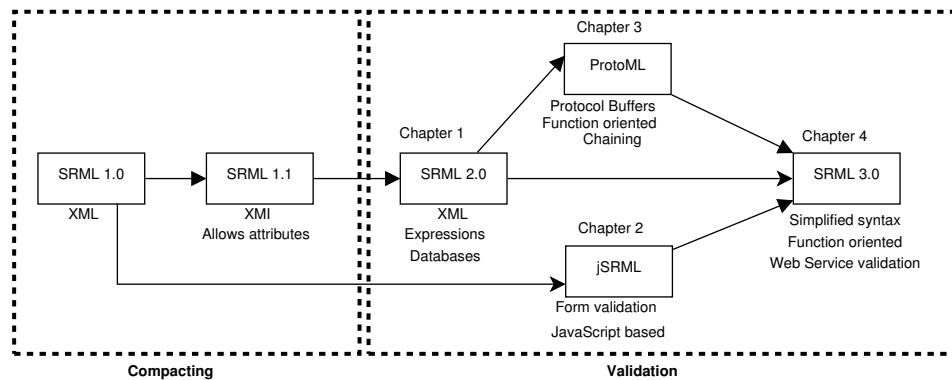 Chapter 3
ProtoML
Protocol Buffers
Function oriented
Chaining
Chapter 1
Chapter 4
SRML 1.0
SRML 1.1
SRML 2.0
SRML 3.0
XML
XMI
Allows attributes
XML
Expressions
Databases
Chapter 2
jSRML
Form validation
JavaScript based
Simplified syntax
Function oriented
Web Service validation
Compacting
Validation